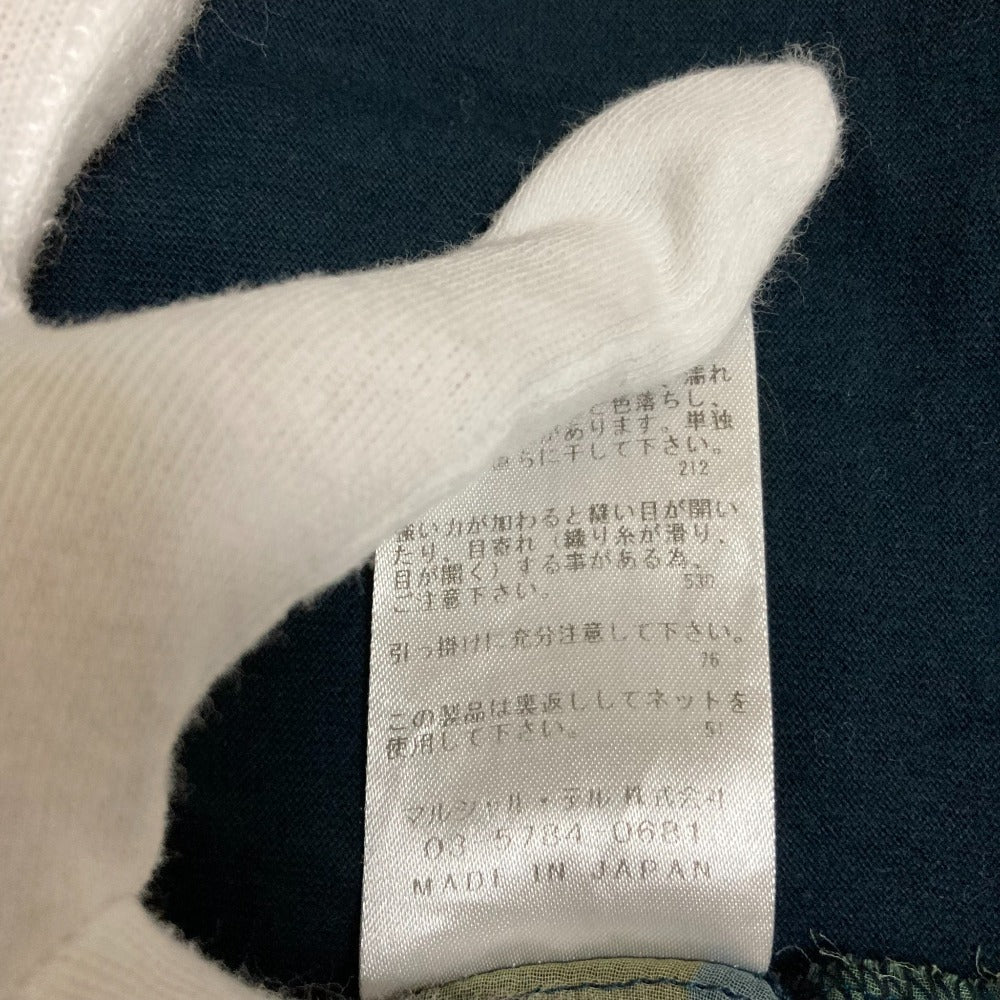 濡れ
と色落ちし、
があります。単独
直ちに干して下さい。
212
強い力が加わると縫い目が開い
たり、目寄れ（織り糸が滑り、
目が開く）する事がある為、
ご注意下さい。 530
引っ掛けに充分注意して下さい。
76
この製品は裏返ししてネットを
使用して下さい。 51
マルシャル・テル株式会社
03-5784-0681
MADE IN JAPAN